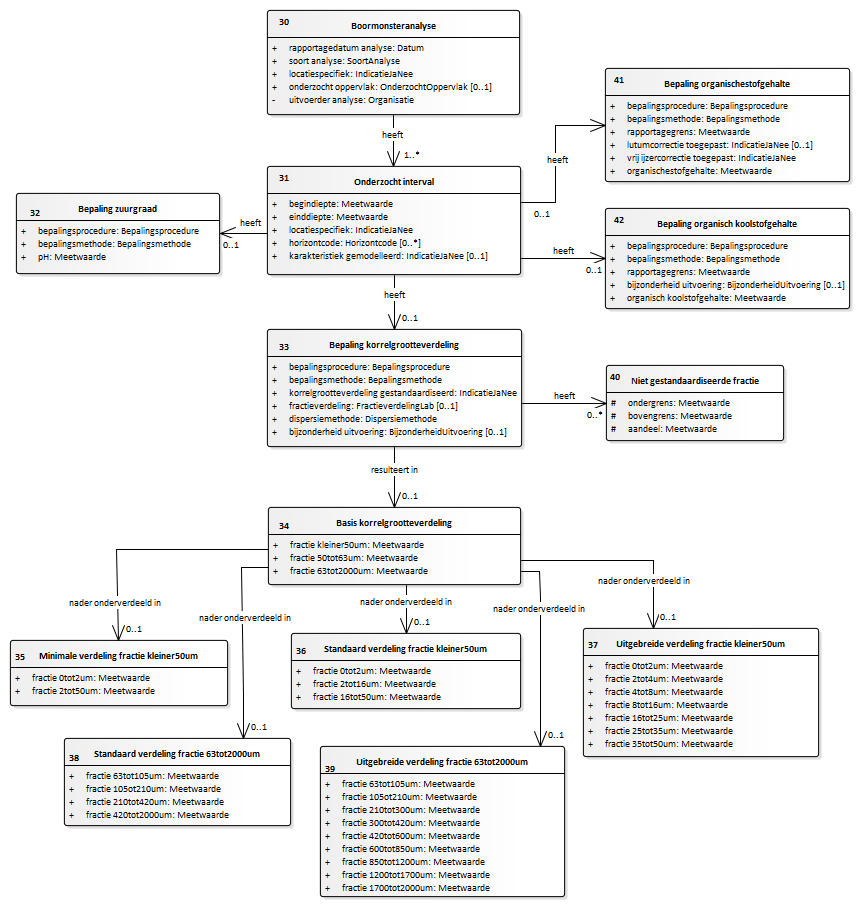 30
Boormonsteranalyse
+ rapportagedatum analyse: Datum
+ soort analyse: SoortAnalyse
+ locatiespecifiek: IndicatieJaNee
+ onderzocht oppervlak: OnderzochtOppervlak [0..1]
- uitvoerder analyse: Organisatie
heeft
1..*
31
Onderzocht interval
+ begindiepte: Meetwaarde
+ einddiepte: Meetwaarde
+ locatiespecifiek: IndicatieJaNee
+ horizontcode: Horizontcode [0..*]
+ karakteristiek gemodelleerd: IndicatieJaNee [0..1]
heeft
0..1
41
Bepaling organischestofgehalte
+ bepalingsprocedure: Bepalingsprocedure
+ bepalingsmethode: Bepalingsmethode
+ rapportagegrens: Meetwaarde
+ lutumcorrectie toegepast: IndicatieJaNee [0..1]
+ vrij ijzercorrectie toegepast: IndicatieJaNee
+ organischestofgehalte: Meetwaarde
heeft
0..1
32
Bepaling zuurgraad
+ bepalingsprocedure: Bepalingsprocedure
+ bepalingsmethode: Bepalingsmethode
+ pH: Meetwaarde
heeft
0..1
42
Bepaling organisch koolstofgehalte
+ bepalingsprocedure: Bepalingsprocedure
+ bepalingsmethode: Bepalingsmethode
+ rapportagegrens: Meetwaarde
+ bijzonderheid uitvoering: BijzonderheidUitvoering [0..1]
+ organisch koolstofgehalte: Meetwaarde
heeft
0..1
33
Bepaling korrelgrootteverdeling
+ bepalingsprocedure: Bepalingsprocedure
+ bepalingsmethode: Bepalingsmethode
+ korrelgrootteverdeling gestandaardiseerd: IndicatieJaNee
+ fractieverdeling: FractieverdelingLab [0..1]
+ dispersiemethode: Dispersiemethode
+ bijzonderheid uitvoering: BijzonderheidUitvoering [0..1]
heeft
0..*
40
Niet gestandaardiseerde fractie
# ondergrens: Meetwaarde
# bovengrens: Meetwaarde
# aandeel: Meetwaarde
resulteert in
0..1
34
Basis korrelgrootteverdeling
+ fractie kleiner50um: Meetwaarde
+ fractie 50tot63um: Meetwaarde
+ fractie 63tot2000um: Meetwaarde
nader onderverdeeld in
0..1
nader onderverdeeld in
0..1
nader onderverdeeld in
0..1
nader onderverdeeld in
0..1
nader onderverdeeld in
0..1
35
Minimale verdeling fractie kleiner50um
+ fractie 0tot2um: Meetwaarde
+ fractie 2tot50um: Meetwaarde
36
Standaard verdeling fractie kleiner50um
+ fractie 0tot2um: Meetwaarde
+ fractie 2tot16um: Meetwaarde
+ fractie 16tot50um: Meetwaarde
37
Uitgebreide verdeling fractie kleiner50um
+ fractie 0tot2um: Meetwaarde
+ fractie 2tot4um: Meetwaarde
+ fractie 4tot8um: Meetwaarde
+ fractie 8tot16um: Meetwaarde
+ fractie 16tot25um: Meetwaarde
+ fractie 25tot35um: Meetwaarde
+ fractie 35tot50um: Meetwaarde
38
Standaard verdeling fractie 63tot2000um
+ fractie 63tot105um: Meetwaarde
+ fractie 105ot210um: Meetwaarde
+ fractie 210tot420um: Meetwaarde
+ fractie 420tot2000um: Meetwaarde
39
Uitgebreide verdeling fractie 63tot2000um
+ fractie 63tot105um: Meetwaarde
+ fractie 105ot210um: Meetwaarde
+ fractie 210tot300um: Meetwaarde
+ fractie 300tot420um: Meetwaarde
+ fractie 420tot600um: Meetwaarde
+ fractie 600tot850um: Meetwaarde
+ fractie 850tot1200um: Meetwaarde
+ fractie 1200tot1700um: Meetwaarde
+ fractie 1700tot2000um: Meetwaarde